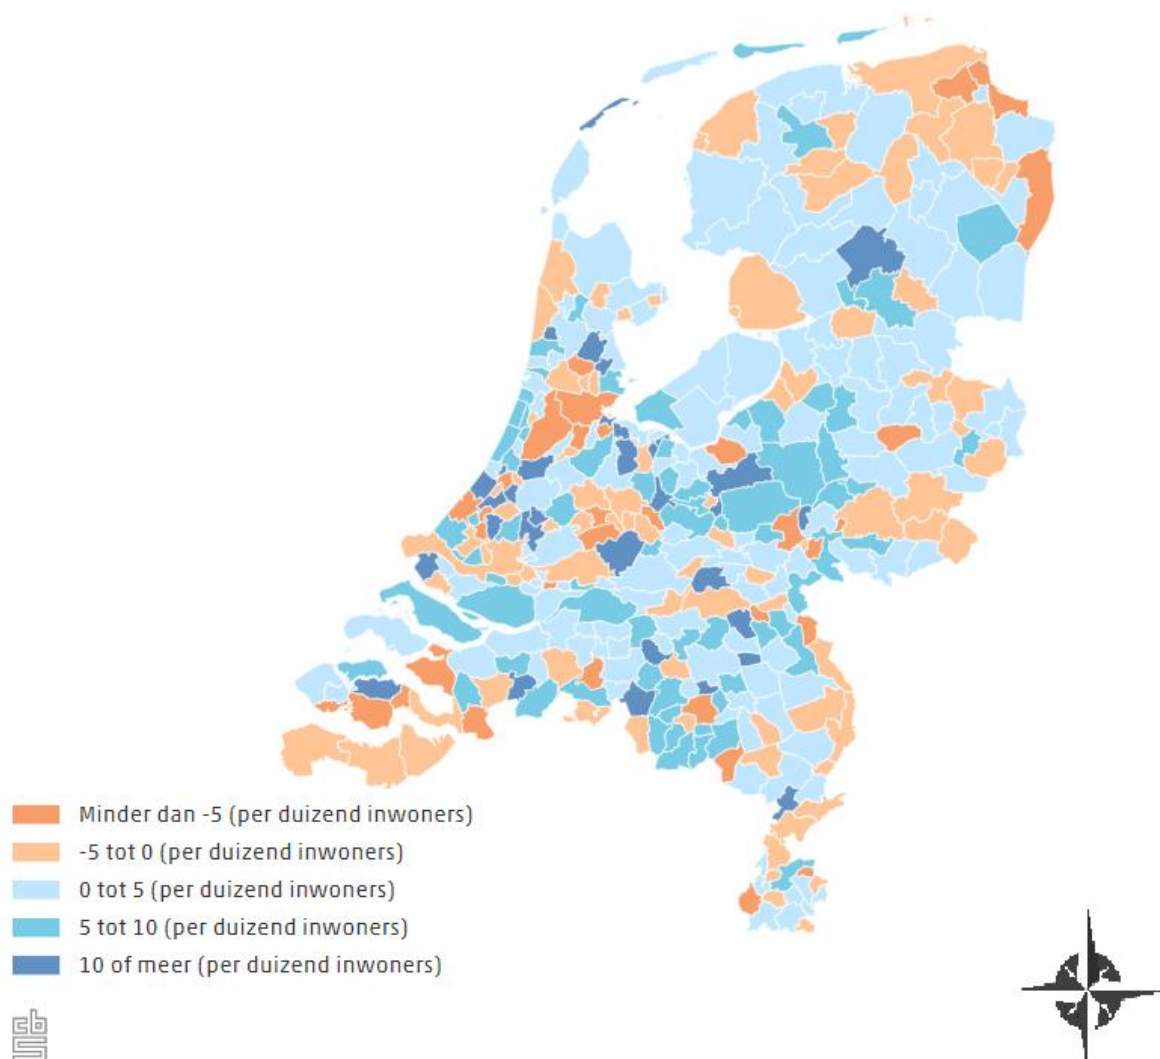 Minder dan -5 (per duizend inwoners)
-5 tot 0 (per duizend inwoners)
0 tot 5 (per duizend inwoners)
5 tot 10 (per duizend inwoners)
10 of meer (per duizend inwoners)
cbs